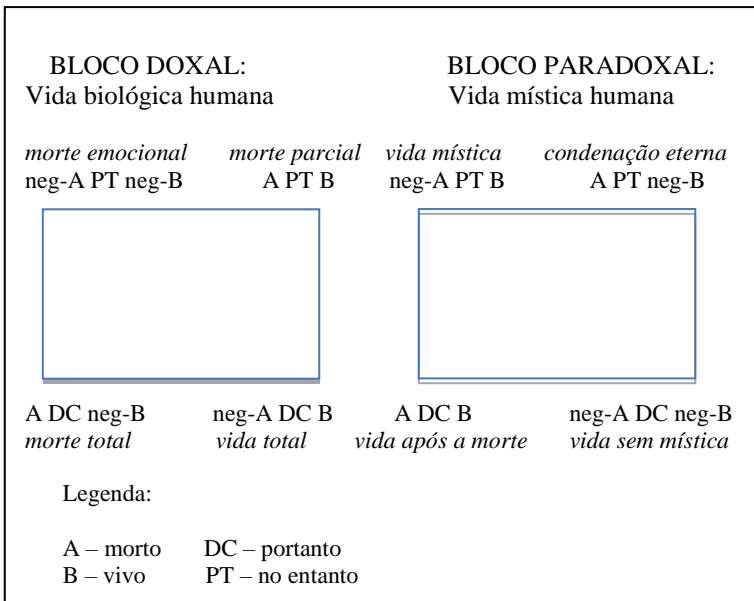 BLOCO DOXAL: BLOCO PARADOXAL:
Vida biológica humana Vida mística humana
morte emocional morte parcial vida mística condenação eterna
neg-A PT neg-B A PT B neg-A PT B A PT neg-B
A DC neg-B neg-A DC B A DC B neg-A DC neg-B
morte total vida total vida após a morte vida sem mística
Legenda:
A – morto DC – portanto
B – vivo PT – no entanto